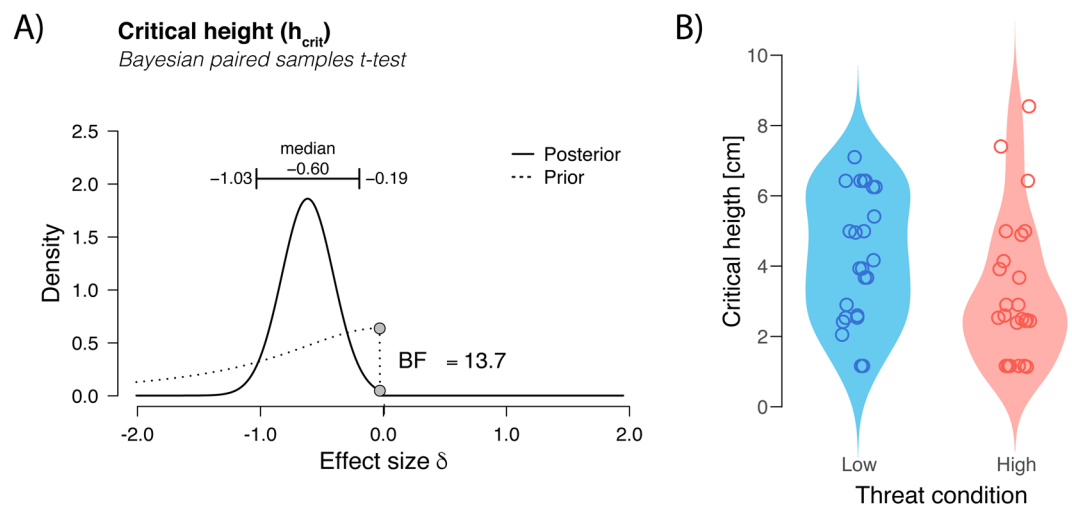 A)
Critical height (hcrit)
Bayesian paired samples t-test
2.5
2.0
1.5
1.0
0.5
0.0
Density
median
−1.03
−0.60
−0.19
Posterior
Prior
BF = 13.7
-2.0
-1.0
0.0
1.0
2.0
Effect size δ
B)
10
8
6
4
2
0
Critical heigth [cm]
Low
High
Threat condition